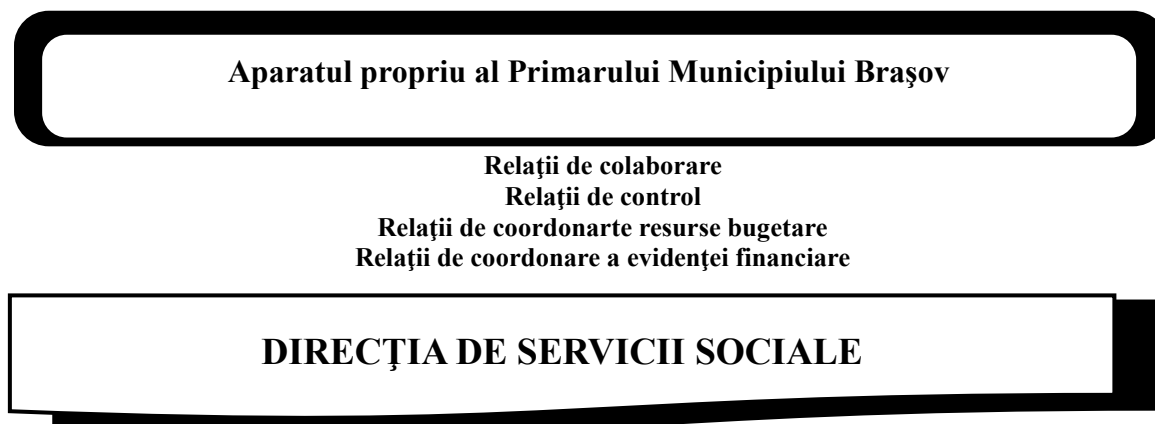 Aparatul propriu al Primarului Municipiului Braşov
Relaţii de colaborare
Relaţii de control
Relaţii de coordonarte resurse bugetare
Relaţii de coordonare a evidenţei financiare
DIRECŢIA DE SERVICII SOCIALE